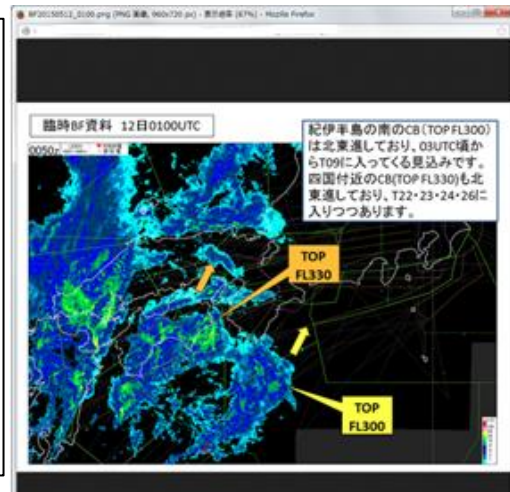 BF20150512_0100.png (PNG 画像, 960x720 px) - 表示倍率 (67%) - Mozilla Firefox
臨時BF資料 12日0100UTC
紀伊半島の南のCB(TOP FL300)
は北東進しており、03UTC頃か
らT09に入ってくる見込みです。
四国付近のCB(TOP FL330)も北
東進しており、T22・23・24・26に
入りつつあります。
0050z
TOP
FL330
TOP
FL300